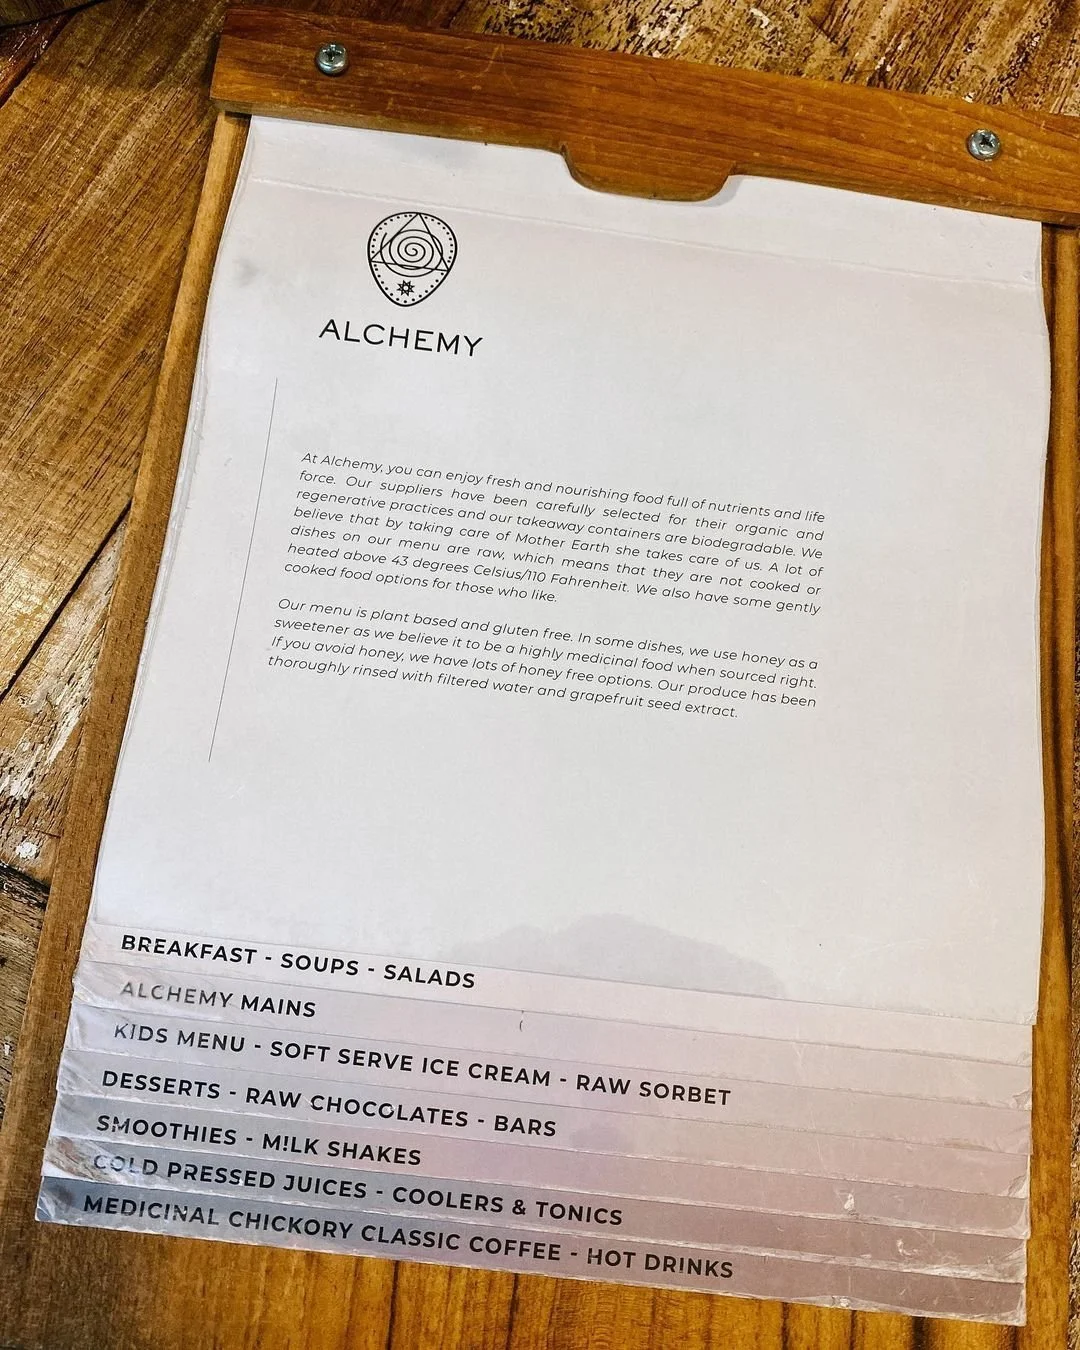 ALCHEMY
At Alchemy, you can enjoy fresh and nourishing food full of nutrients and life
force. Our suppliers have been carefully selected for their organic and
regenerative practices and our takeaway containers are biodegradable. We
believe that by taking care of Mother Earth she takes care of us. A lot of
dishes on our menu are raw, which means that they are not cooked or
heated above 43 degrees Celsius/110 Fahrenheit. We also have some gently
cooked food options for those who like.
Our menu is plant based and gluten free. In some dishes, we use honey as a
sweetener as we believe it to be a highly medicinal food when sourced right.
If you avoid honey, we have lots of honey free options. Our produce has been
thoroughly rinsed with filtered water and grapefruit seed extract.
BREAKFAST - SOUPS - SALADS
ALCHEMY MAINS
KIDS MENU - SOFT SERVE ICE CREAM - RAW SORBET
DESSERTS - RAW CHOCOLATES - BARS
SMOOTHIES - M!LK SHAKES
COLD PRESSED JUICES - COOLERS & TONICS
MEDICINAL CHICKORY CLASSIC COFFEE - HOT DRINKS